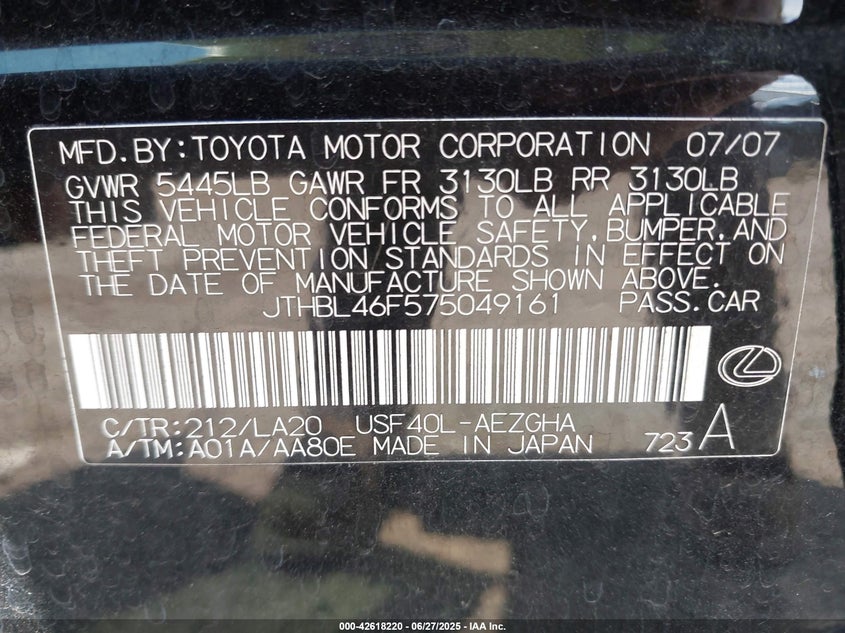 MFD.BY:TOYOTA MOTOR CORPORATION 07/07
GVWR 5445LB GAWR FR 3130LB RR 3130LB
THIS VEHICLE CONFORMS TO ALL APPLICABLE
FEDERAL MOTOR VEHICLE SAFETY,BUMPER,AND
THEFT PREVENTION STANDARDS IN EFFECT ON
THE DATE OF MANUFACTURE SHOWN ABOVE.
JTHBL46F575049161 PASS.CAR
C/TR:212/LA20 USF40L-AEZGHA
A/TM:A01A/AA80E MADE IN JAPAN 723A
000-42618220 | 06/27/2025 - IAA Inc.